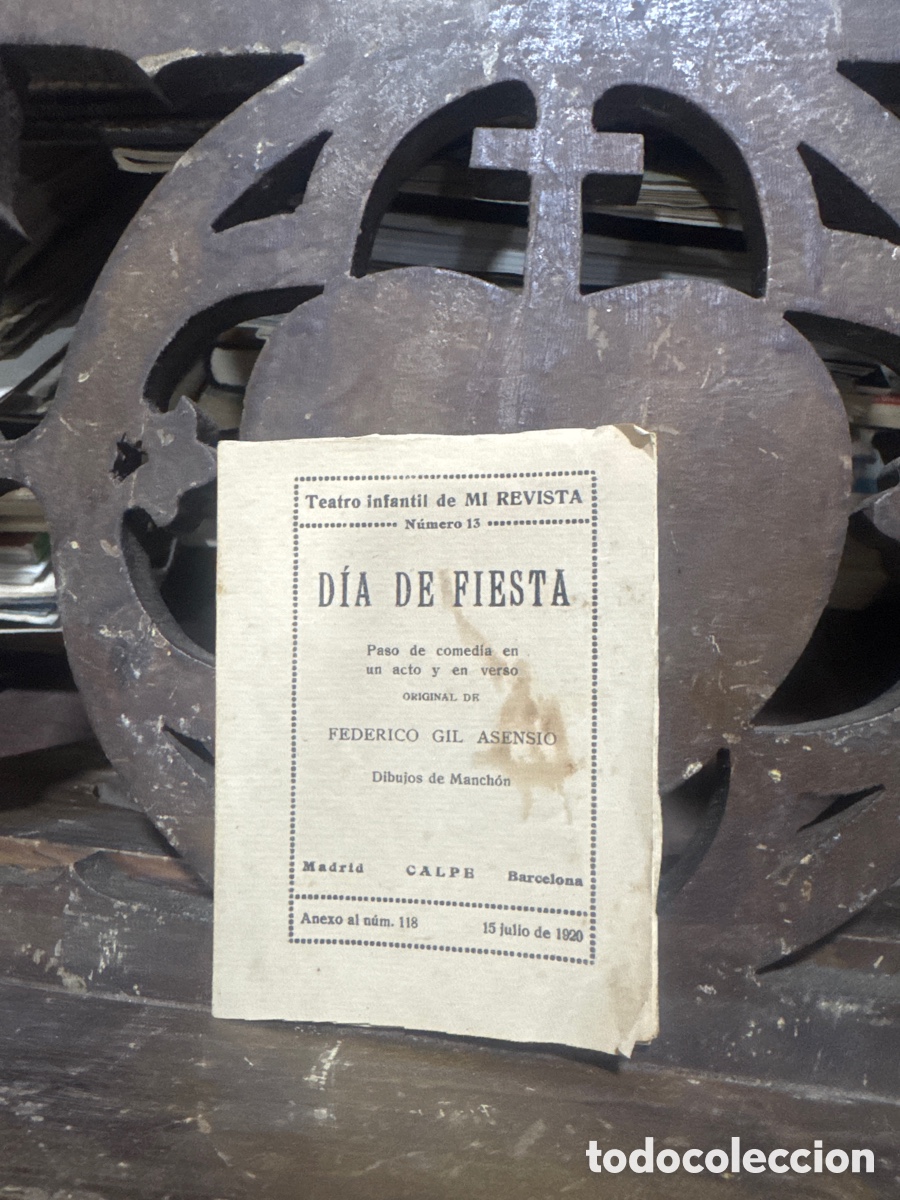 Teatro infantil de MI REVISTA
Número 13
DÍA DE FIESTA
Paso de comedia en
un acto y en verso
ORIGINAL DE
FEDERICO GIL ASENSIO
Dibujos de Manchón
Madrid CALPE Barcelona
Anexo al núm. 118 15 julio de 1920
todocoleccion